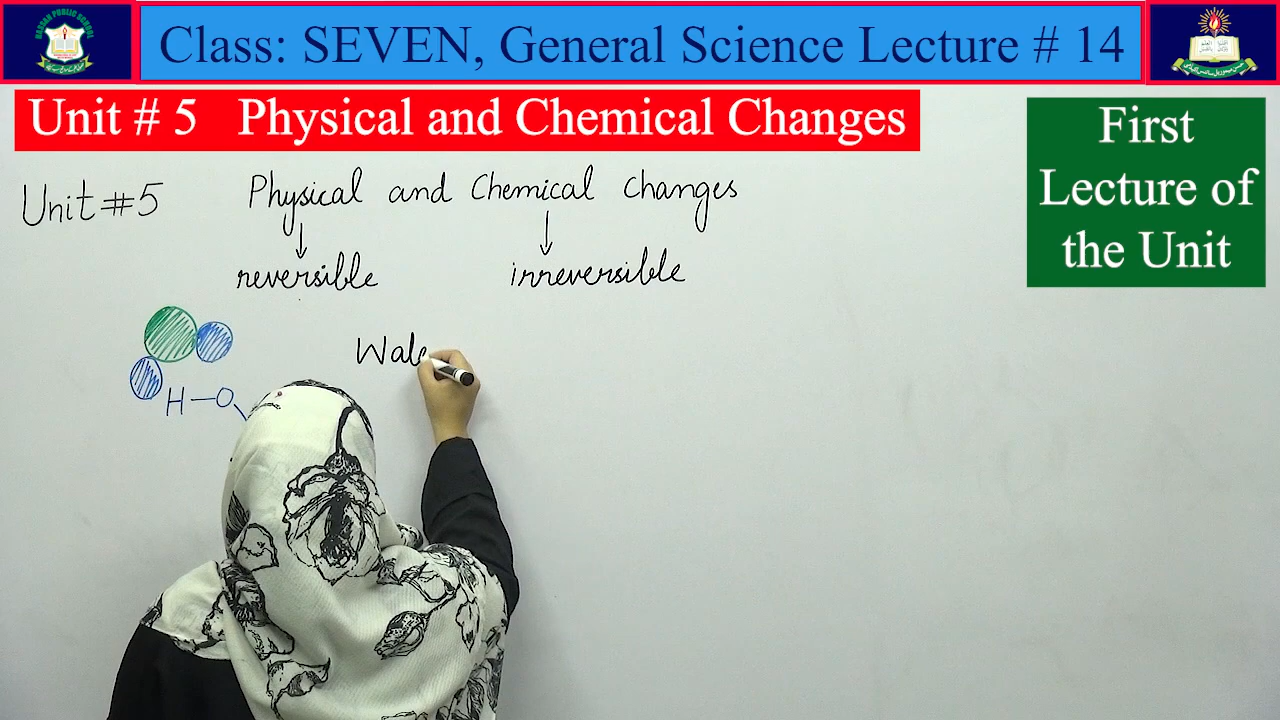 Class: SEVEN, General Science Lecture # 14
Unit # 5 Physical and Chemical Changes
First
Lecture of
the Unit
Unit #5 Physical and Chemical changes
reversible irreversible
H–O